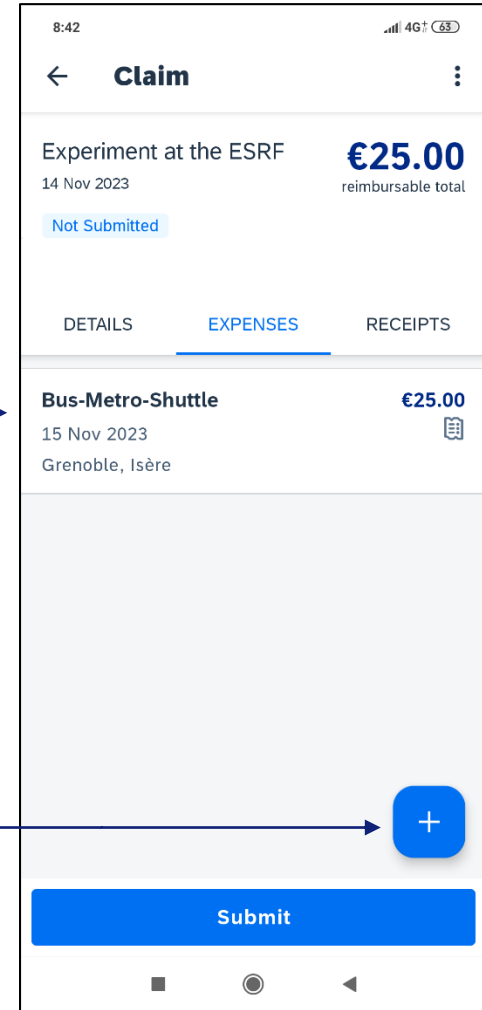 8:42 4G 63
Claim
Experiment at the ESRF €25.00
14 Nov 2023 reimbursable total
Not Submitted
DETAILS EXPENSES RECEIPTS
Bus-Metro-Shuttle €25.00
15 Nov 2023
Grenoble, Isère
+
Submit